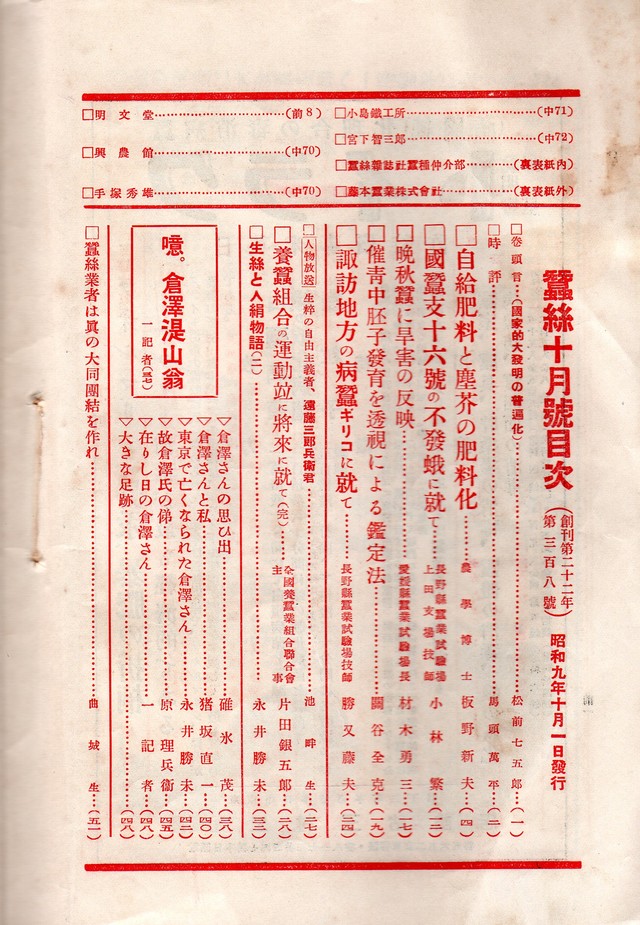 □明文堂……(前8)
□興農館……(中70)
□手塚秀雄……(中70)
□小島鐵工所……(中71)
□宮下智三郎……(中72)
□蠶絲雜誌社蠶種仲介部……(裏表紙內)
□藤本蠶業株式會社……(裏表紙外)
蠶絲十月號目次(創刊第二十二年 第三百八號)昭和九年十月一日發行
□卷頭言…(國家的大發明の普遍化)……松前七五郎…(一)
□時評……馬頭萬平…(二)
□自給肥料と塵芥の肥料化……農學博士 板野新夫…(四)
□國蠶支十六號の不發蛾に就て……長野縣蠶業試驗場上田支場技師 小林繁…(一三)
□晩秋蠶に旱害の反映……愛媛縣蠶業試驗場長 材木勇三…(一七)
□催青中胚子發育を透視による鑑定法……關谷全克…(一九)
□諏訪地方の病蠶ギリコに就て……長野縣蠶業試驗場技師 勝又藤夫…(二四)
□人物放送 生粹の自由主義者、遠藤三郎兵衞君……池畔生…(二七)
□養蠶組合の運動竝に將來に就て(完)…全國養蠶業組合聯合會主事 片田銀五郎…(二八)
□生絲と人絹物語(二)……永井勝未…(三二)
噫。倉澤湜山翁
一記者(三七)
▽倉澤さんの思ひ出……碓氷茂…(三八)
▽倉澤さんと私……猪坂直一…(四〇)
▽東京で亡くなられた倉澤さん……永井勝未…(四二)
▽故倉澤氏の俤……原理兵衞…(四五)
▽在りし日の倉澤さん……一記者…(四八)
▽大きな足跡……(四八)
□蠶絲業者は眞の大同團結を作れ……曲城生…(五一)